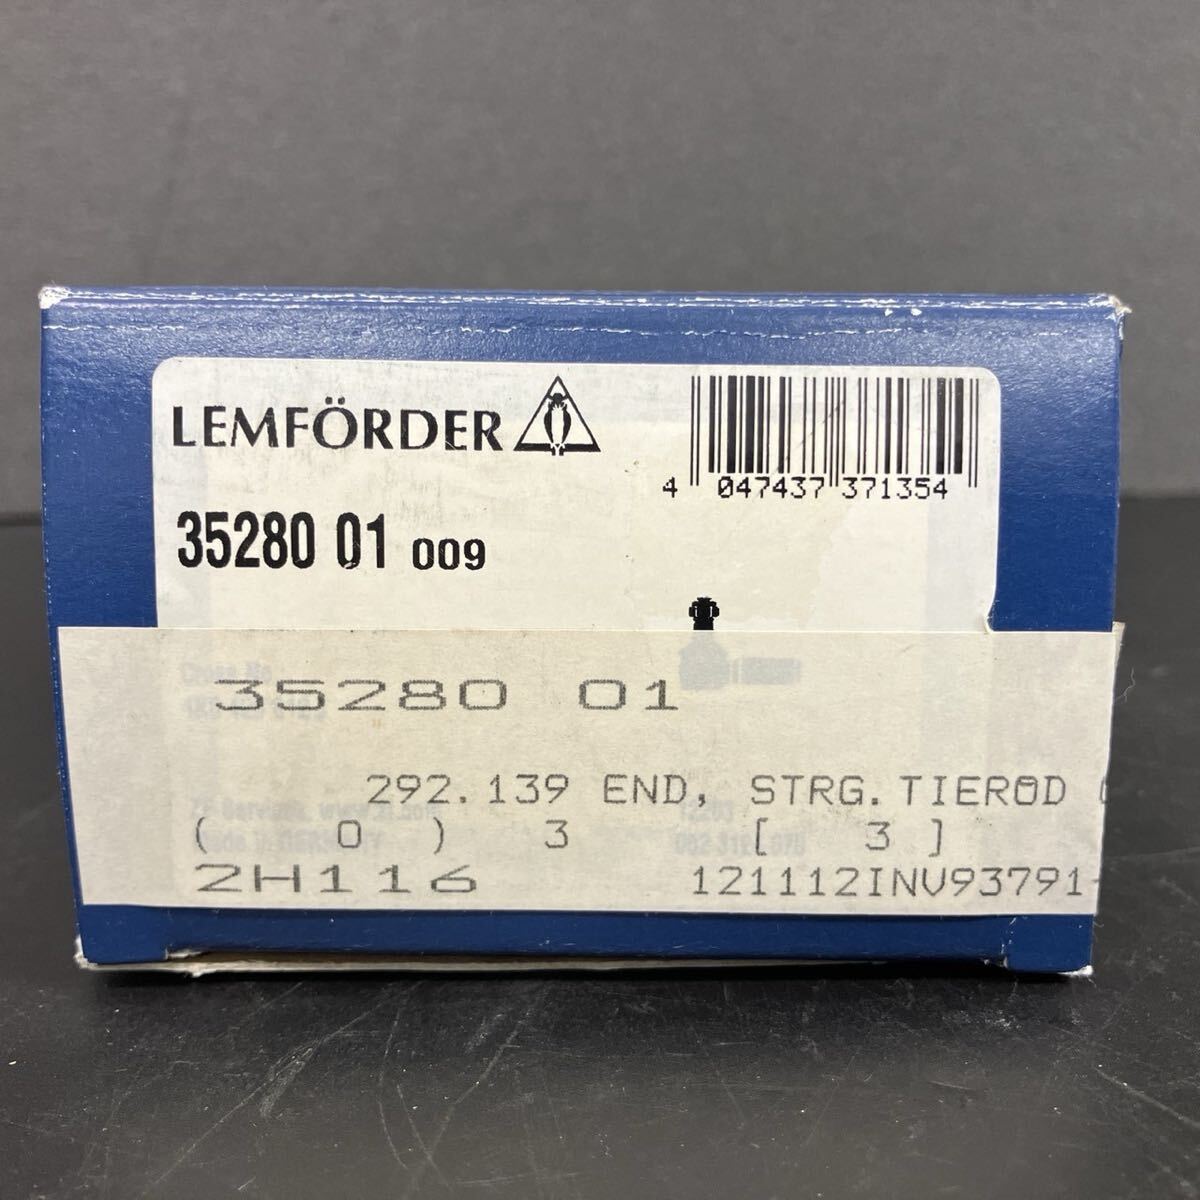 LEMFÖRDER
4 047437 371354
35280 01 009
35280 01
292.139 END, STRG.TIEROD
( 0 ) 3 [ 3 ]
2H116 121112INV93791-